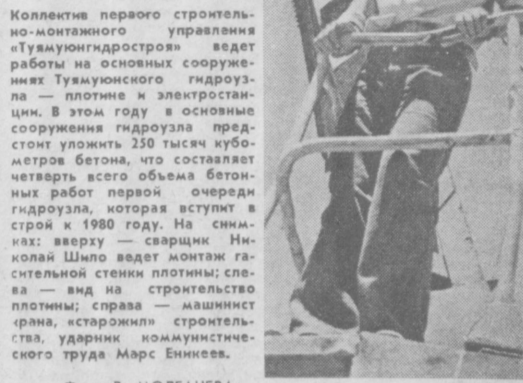 Коллектив первого строитель-
но-монтажного управления
«Туямуюнгидростроя» ведет
работы на основных сооруже-
ниях Туямуюнского гидроуз-
ла — плотине и электростан-
ции. В этом году в основные
сооружения гидроузла пред-
стоит уложить 250 тысяч кубо-
метров бетона, что составляет
четверть всего объема бетон-
ных работ первой очереди
гидроузла, которая вступит в
строй к 1980 году. На сним-
ках: вверху — сварщик Ни-
колай Шило ведет монтаж га-
сительной стенки плотины; сле-
ва — вид на строительство
плотины; справа — машинист
крана, «старожил» строитель-
ства, ударник коммунистиче-
ского труда Марс Еникеев.